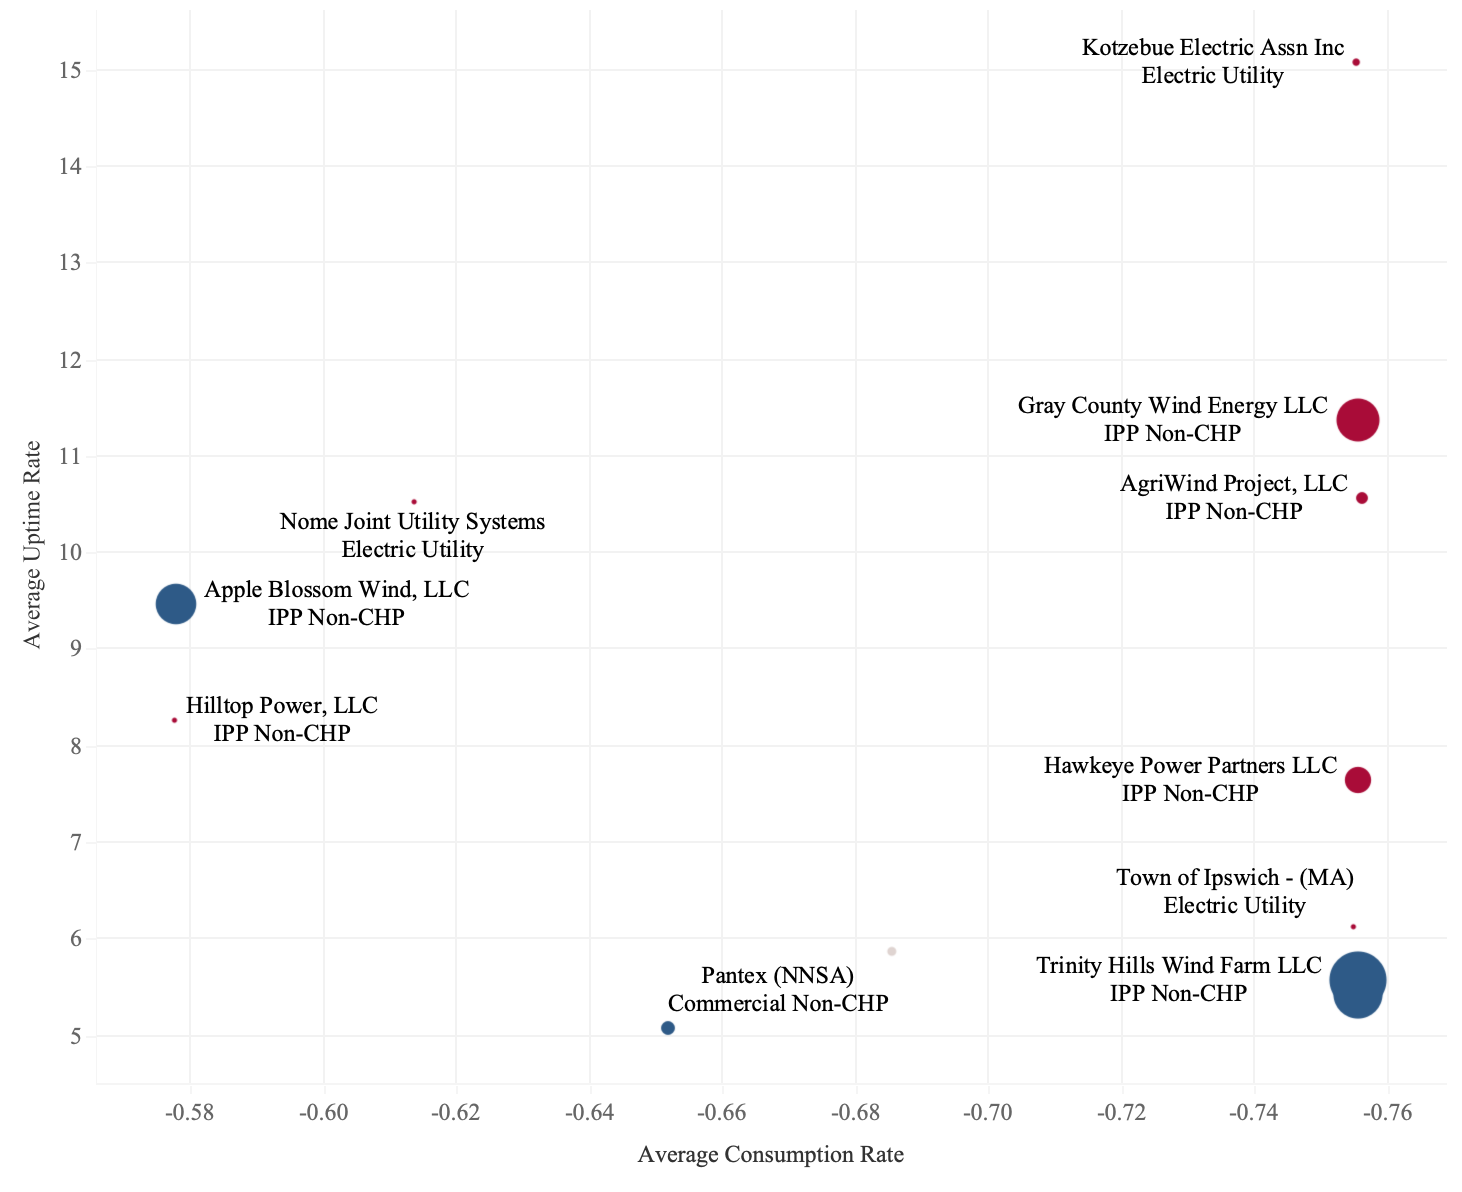 Kotzebue Electric Assn Inc
Electric Utility
15
14
13
12
Gray County Wind Energy LLC
IPP Non-CHP
11
AgriWind Project, LLC
IPP Non-CHP
Nome Joint Utility Systems
Electric Utility
10
Apple Blossom Wind, LLC
IPP Non-CHP
9
Hilltop Power, LLC
IPP Non-CHP
8
Hawkeye Power Partners LLC
IPP Non-CHP
7
Town of Ipswich - (MA)
Electric Utility
6
Trinity Hills Wind Farm LLC
IPP Non-CHP
Pantex (NNSA)
Commercial Non-CHP
5
Average Uptime Rate
-0.58 -0.60 -0.62 -0.64 -0.66 -0.68 -0.70 -0.72 -0.74 -0.76
Average Consumption Rate